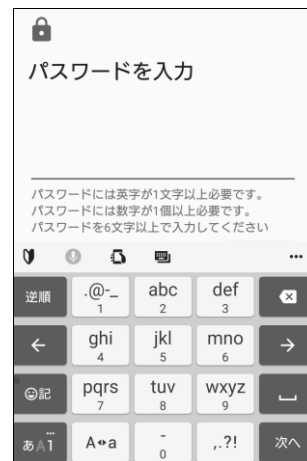 パスワードを入力
パスワードには英字が1文字以上必要です。
パスワードには数字が1個以上必要です。
パスワードを6文字以上で入力してください
逆順 .@-_ abc def
1 2 3
ghi jkl mno
4 5 6
記 pqrs tuv wxyz
7 8 9
あA1 A⇔a - ,.?! 次へ
0